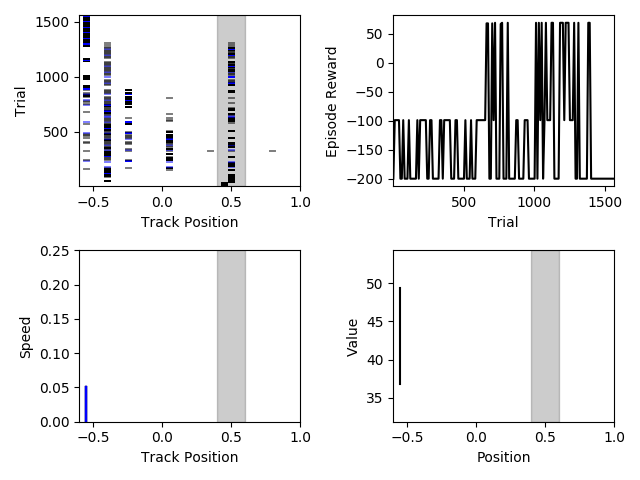 1500
1000
500
Trial
−0.5 0.0 0.5 1.0
Track Position
50
0
−50
−100
−150
−200
Episode Reward
500 1000 1500
Trial
0.25
0.20
0.15
0.10
0.05
0.00
Speed
−0.5 0.0 0.5 1.0
Track Position
50
45
40
35
Value
−0.5 0.0 0.5 1.0
Position